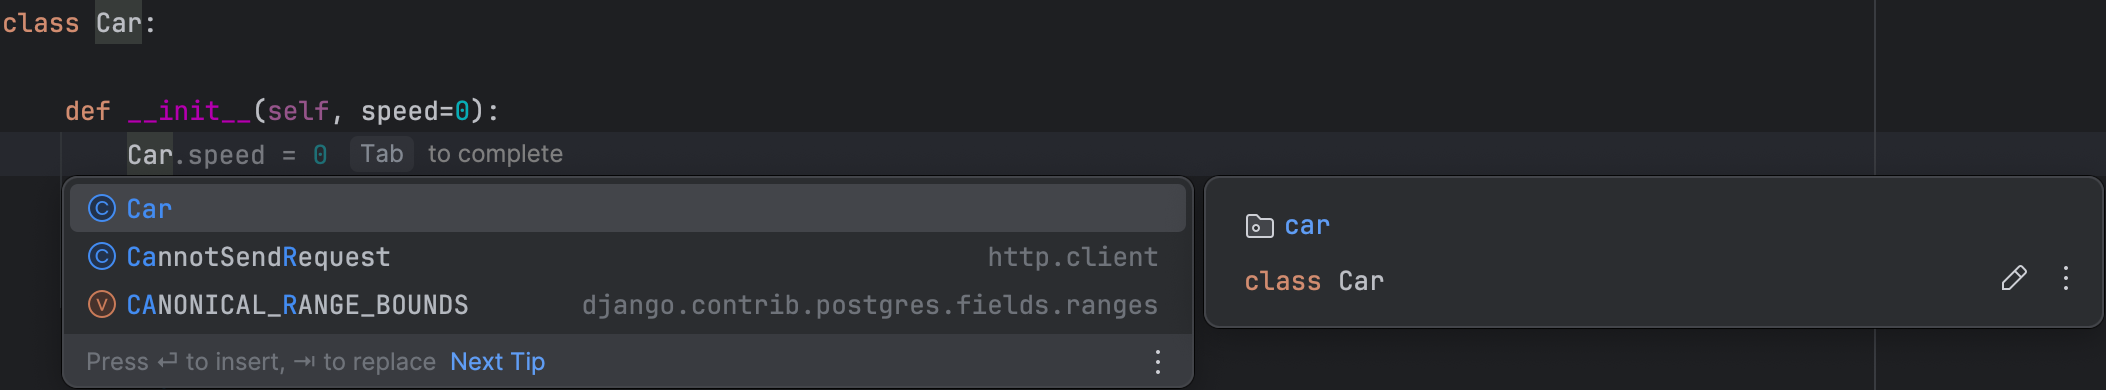 class Car:
def __init__(self, speed=0):
Car.speed = 0 Tab to complete
C Car
C CannotSendRequest http.client
V CANONICAL_RANGE_BOUNDS django.contrib.postgres.fields.ranges
Press ↵ to insert, ⇥ to replace Next Tip
car
class Car